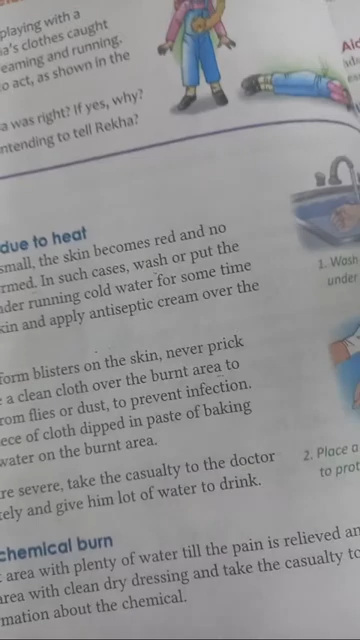 playing with a
a's clothes caught
eaming and running.
o act, as shown in the
a was right? If yes, why?
ntending to tell Rekha?
due to heat
small, the skin becomes red and no
rmed. In such cases, wash or put the
nder running cold water for some time
kin and apply antiseptic cream over the
form blisters on the skin, never prick
a clean cloth over the burnt area to
rom flies or dust, to prevent infection.
ece of cloth dipped in paste of baking
water on the burnt area.
re severe, take the casualty to the doctor
tely and give him lot of water to drink.
chemical burn
area with plenty of water till the pain is relieved an
area with clean dry dressing and take the casualty to
mation about the chemical.
1. Wash
under
2. Place a
to prot